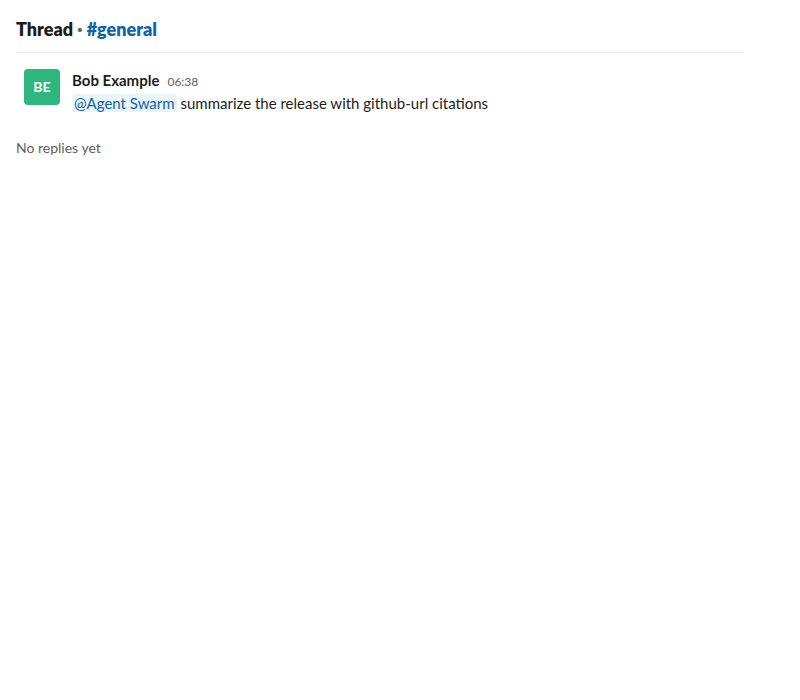 Thread • #general
BE
Bob Example 06:38
@Agent Swarm summarize the release with github-url citations
No replies yet